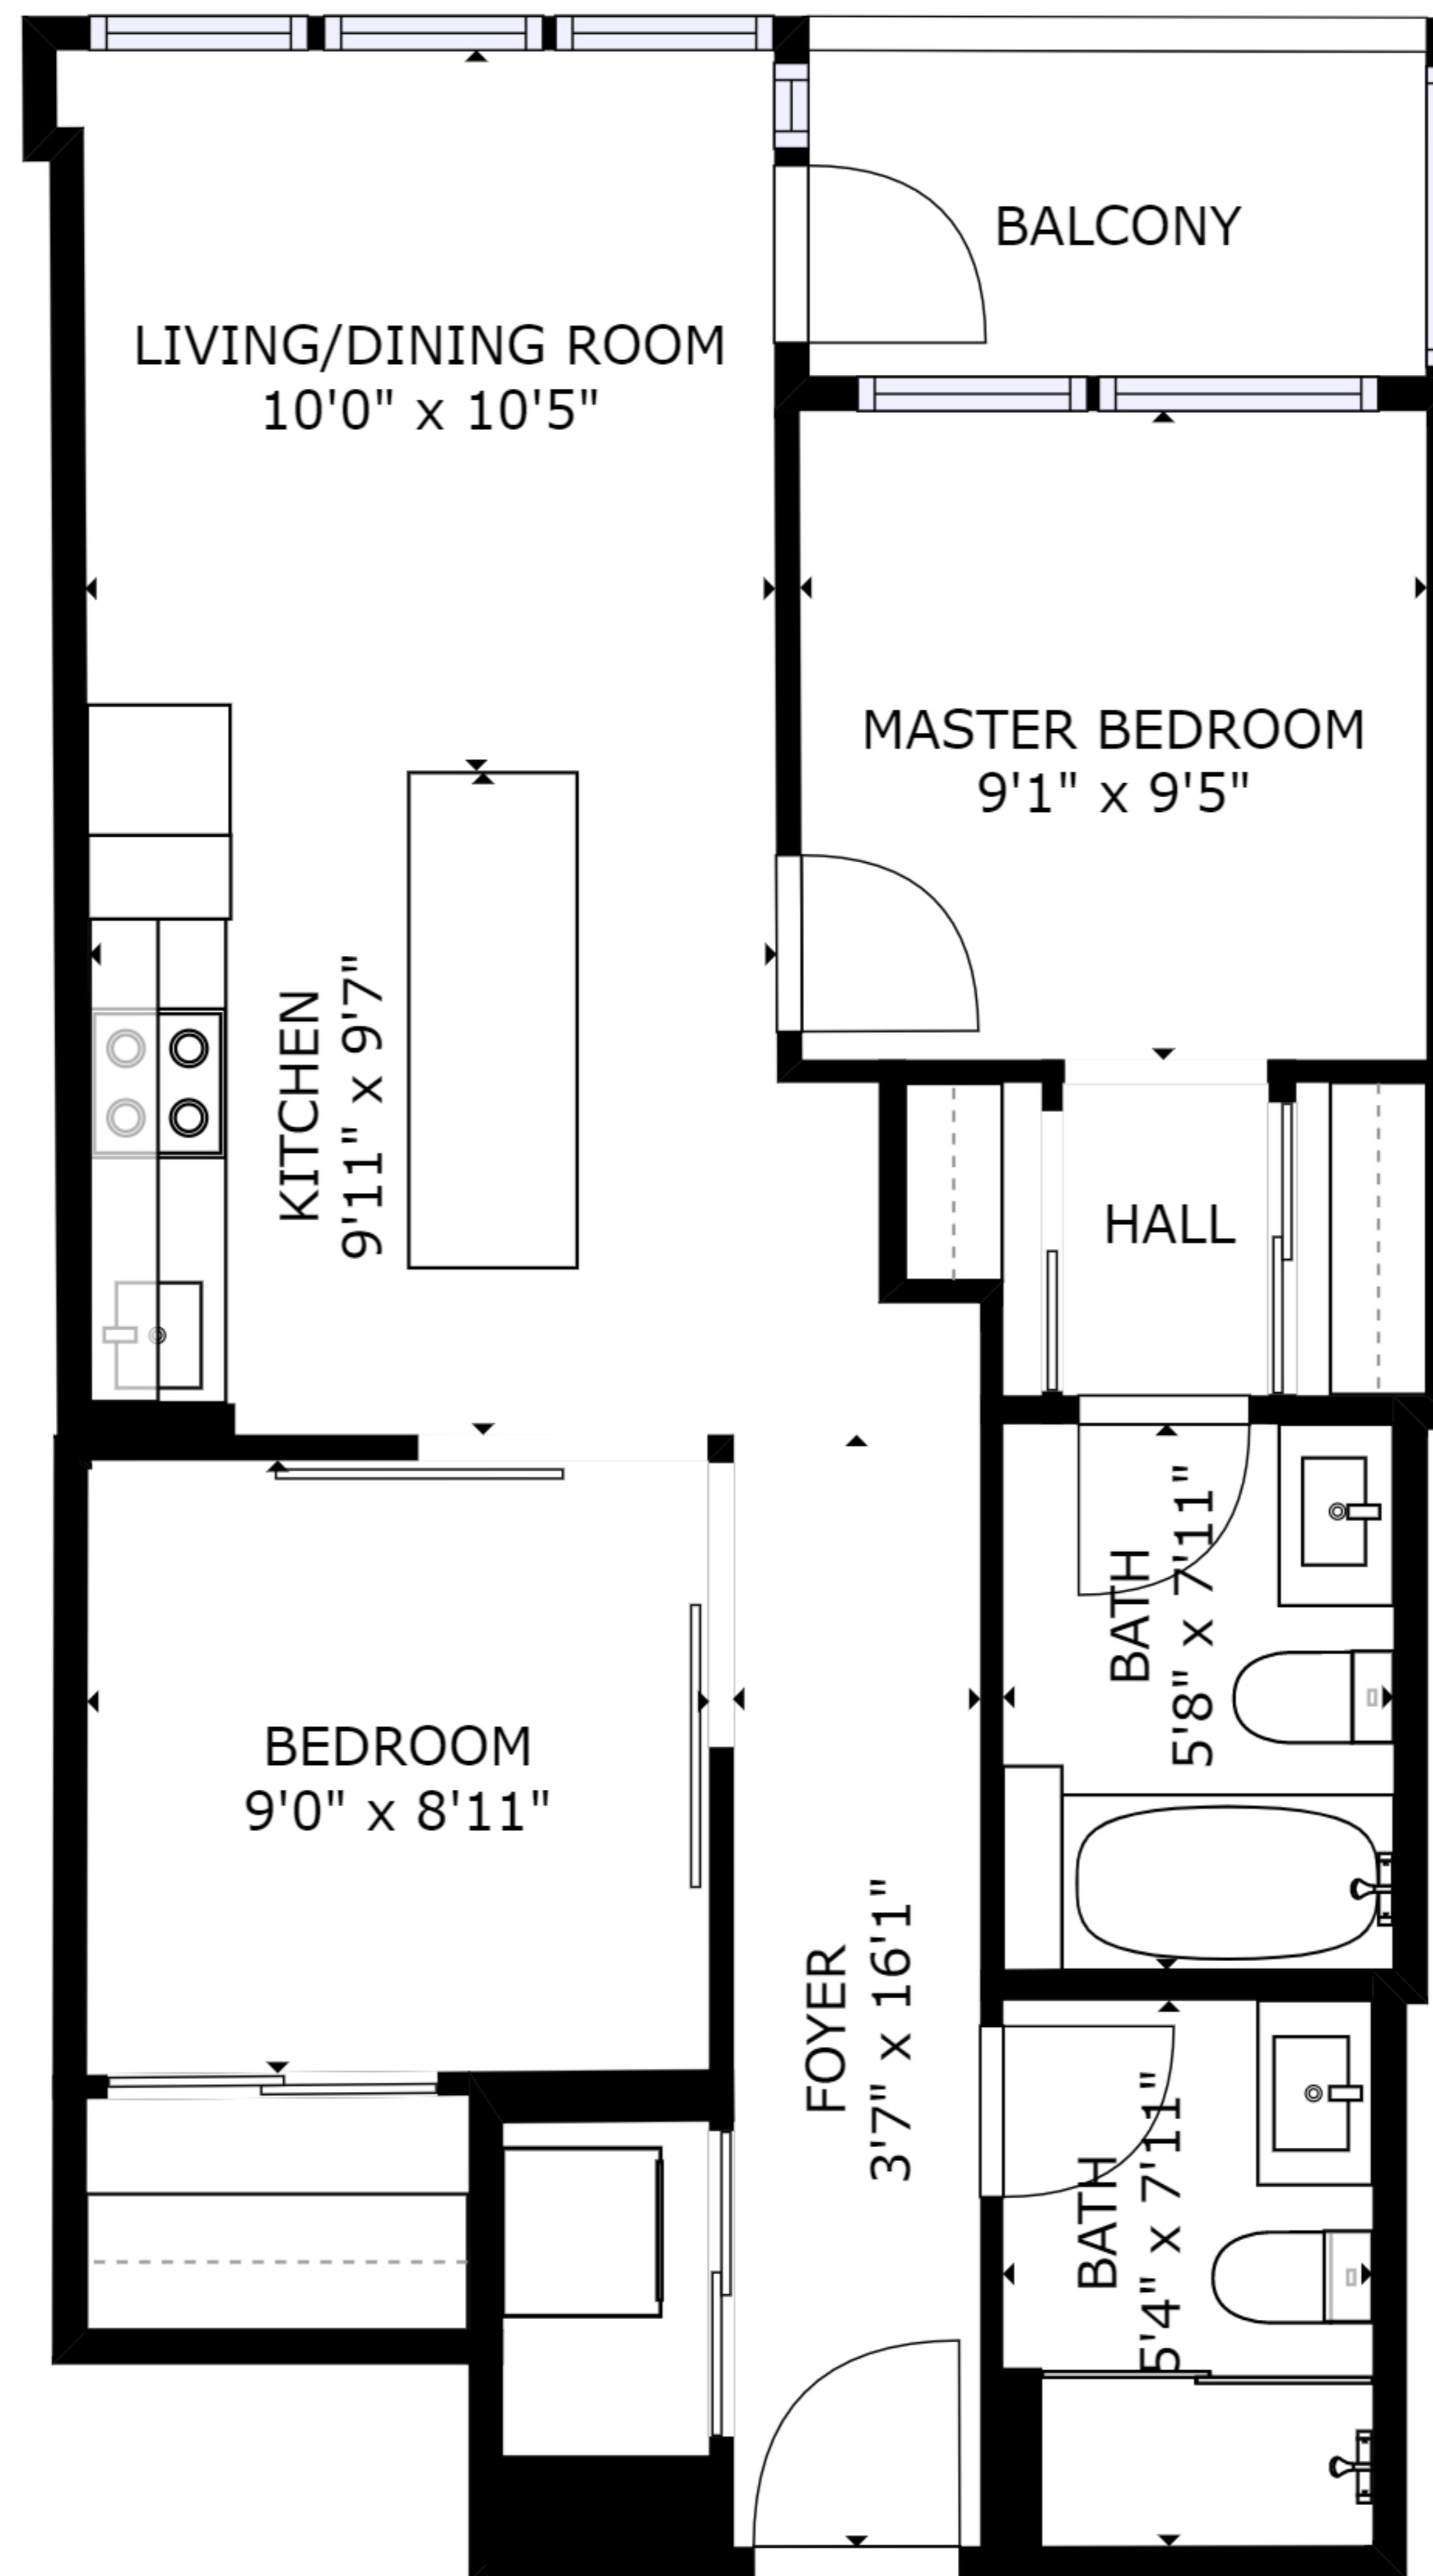 BALCONY
LIVING/DINING ROOM
10'0" x 10'5"
MASTER BEDROOM
9'1" x 9'5"
KITCHEN
9'11" x 9'7"
HALL
BATH
5'8" x 7'11"
BEDROOM
9'0" x 8'11"
FOYER
3'7" x 16'1"
BATH
5'4" x 7'11"